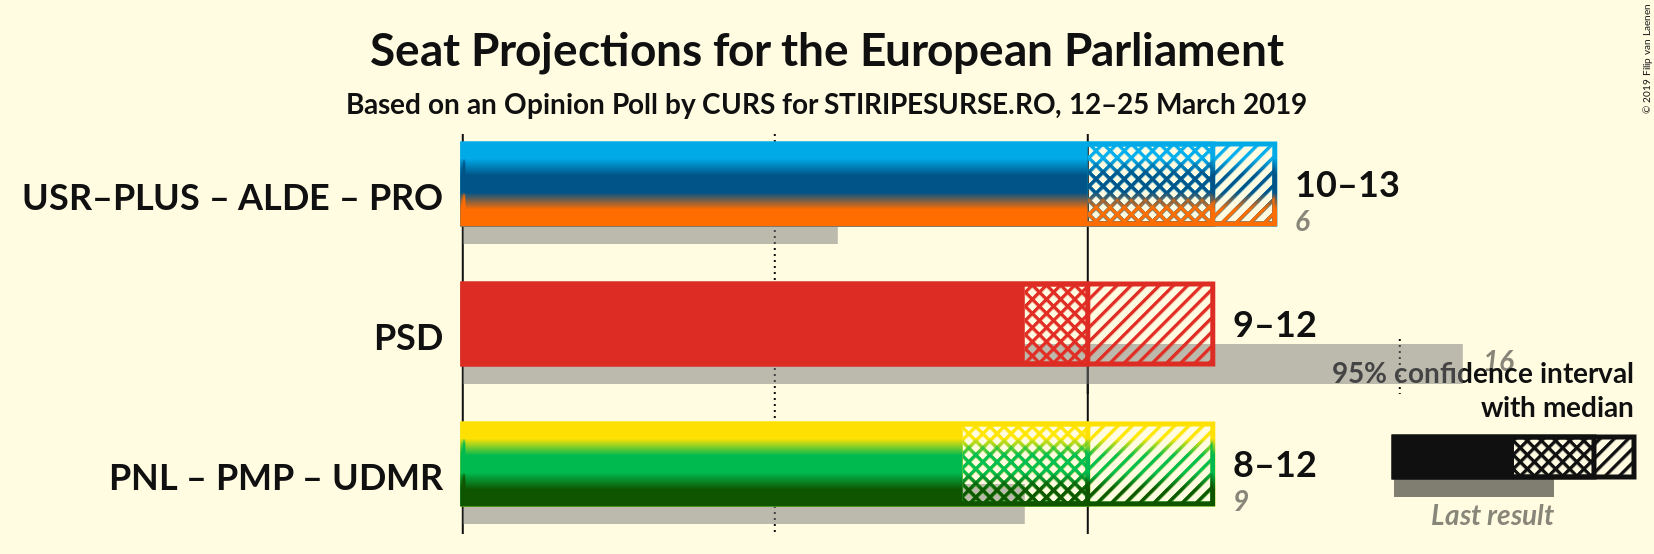 Seat Projections for the European Parliament
Based on an Opinion Poll by CURS for STIRIPESURSE.RO, 12–25 March 2019
© 2019 Filip van Laenen
USR–PLUS – ALDE – PRO
10–13
6
PSD
9–12
16
95% confidence interval
with median
PNL – PMP – UDMR
8–12
9
Last result